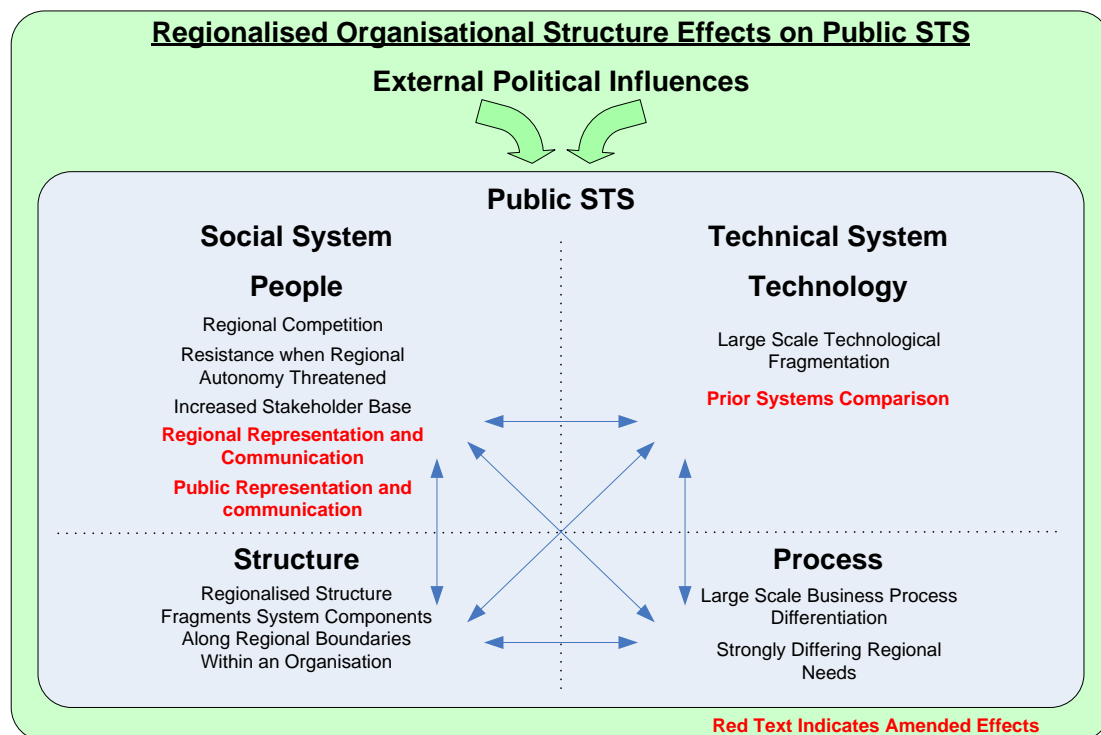 Regionalised Organisational Structure Effects on Public STS
External Political Influences
Public STS
Social System
Technical System
People
Regional Competition
Resistance when Regional
Autonomy Threatened
Increased Stakeholder Base
Regional Representation and
Communication
Public Representation and
communication
Technology
Large Scale Technological
Fragmentation
Prior Systems Comparison
Structure
Regionalised Structure
Fragments System Components
Along Regional Boundaries
Within an Organisation
Process
Large Scale Business Process
Differentiation
Strongly Differing Regional
Needs
Red Text Indicates Amended Effects